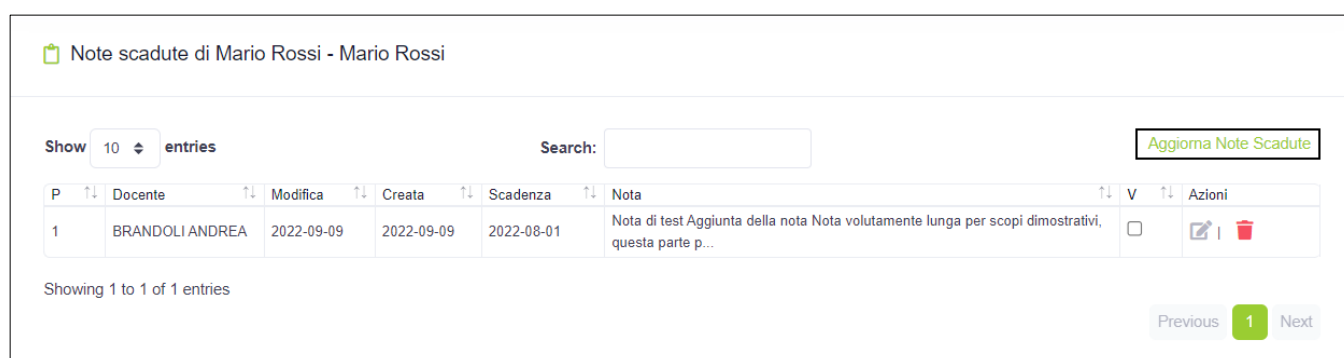 Note scadute di Mario Rossi - Mario Rossi
Show 10 entries Search: Aggiorna Note Scadute
P Docente Modifica Creata Scadenza Nota V Azioni
1 BRANDOLI ANDREA 2022-09-09 2022-09-09 2022-08-01 Nota di test Aggiunta della nota Nota volutamente lunga per scopi dimostrativi,
questa parte p... |
Showing 1 to 1 of 1 entries
Previous 1 Next